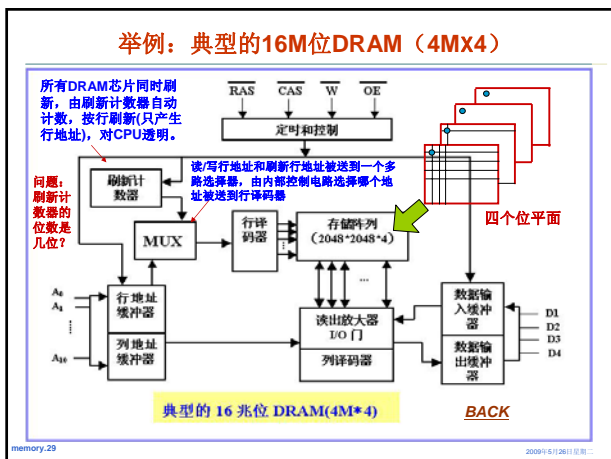 举例：典型的16M位DRAM（4Mx4）
所有DRAM芯片同时刷
新，由刷新计数器自动
计数，按行刷新(只产生
行地址)，对CPU透明。
RAS
CAS
W
OE
定时和控制
读/写行地址和刷新行地址被送到一个多
路选择器，由内部控制电路选择哪个地
址被送到行译码器
刷新计
数器
问题：
刷新计
数器的
位数是
几位？
MUX
行译
码器
存储阵列
（2048*2048*4）
四个位平面
...
A0
A1
A10
行地址
缓冲器
列地址
缓冲器
读出放大器
I/O 门
列译码器
数据输
入缓冲
器
数据输
出缓冲
器
D1
D2
D3
D4
典型的 16 兆位 DRAM(4M*4)
BACK
memory.29
2009年5月26日星期二